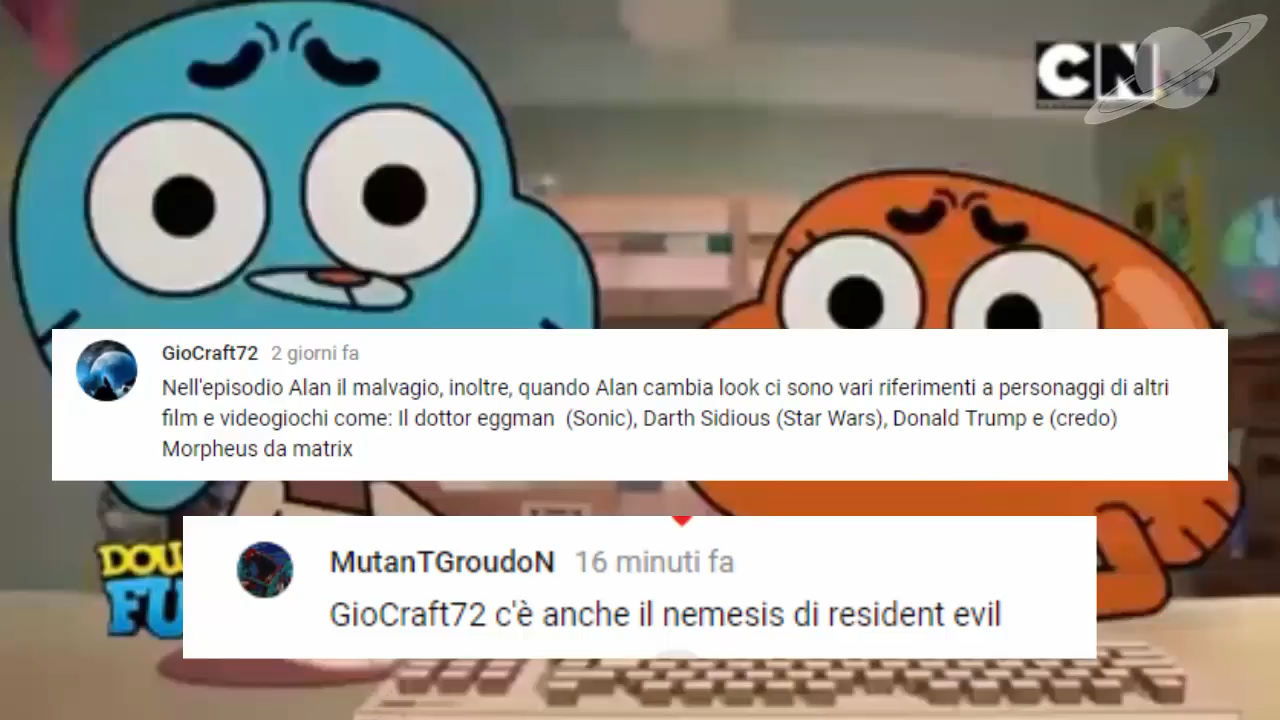 CN
GioCraft72 2 giorni fa
Nell'episodio Alan il malvagio, inoltre, quando Alan cambia look ci sono vari riferimenti a personaggi di altri
film e videogiochi come: Il dottor eggman (Sonic), Darth Sidious (Star Wars), Donald Trump e (credo)
Morpheus da matrix
DOU
FU
MutanTGroudoN 16 minuti fa
GioCraft72 c'è anche il nemesis di resident evil